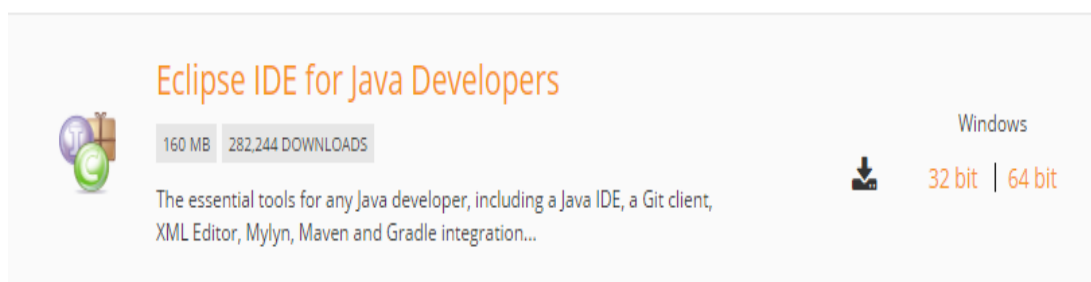 Eclipse IDE for Java Developers
160 MB 282,244 DOWNLOADS
The essential tools for any Java developer, including a Java IDE, a Git client,
XML Editor, Mylyn, Maven and Gradle integration...
Windows
32 bit | 64 bit